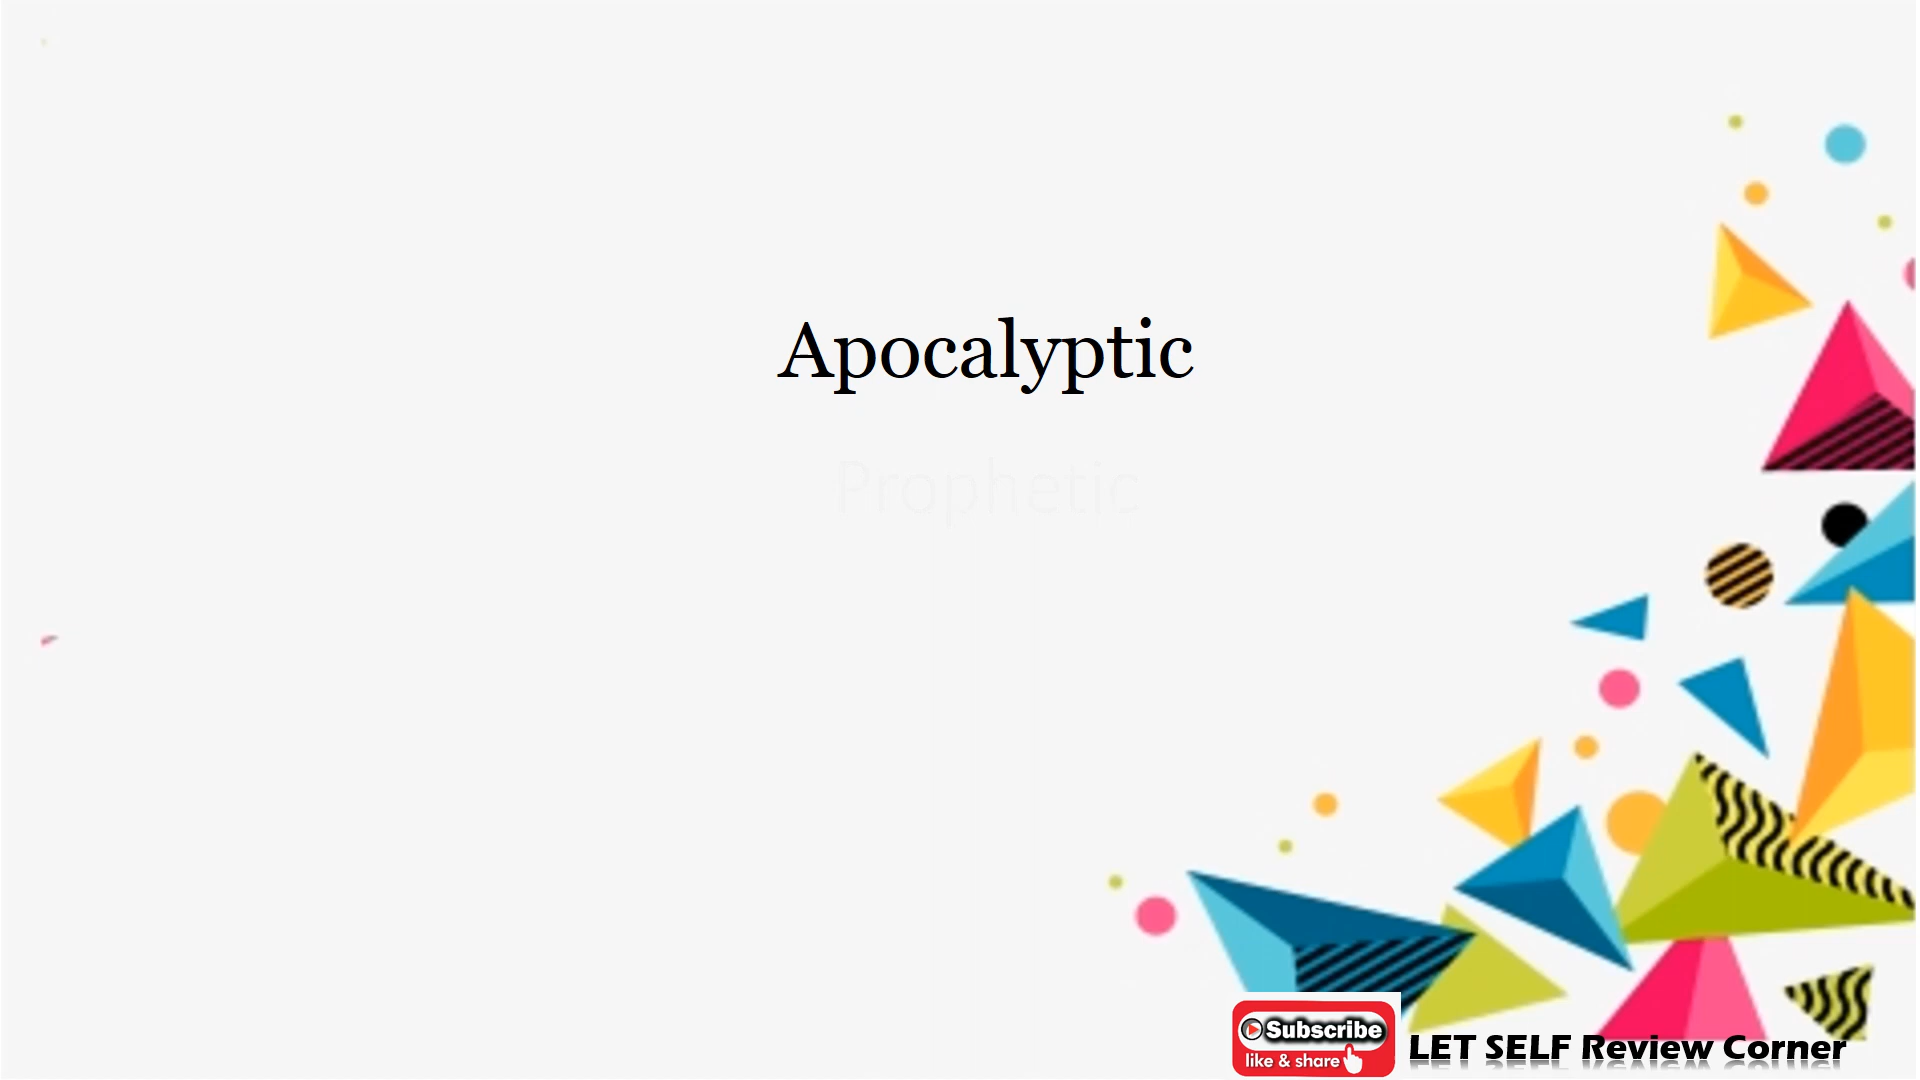 Apocalyptic
Prophetic
Subscribe
like & share
LET SELF Review Corner